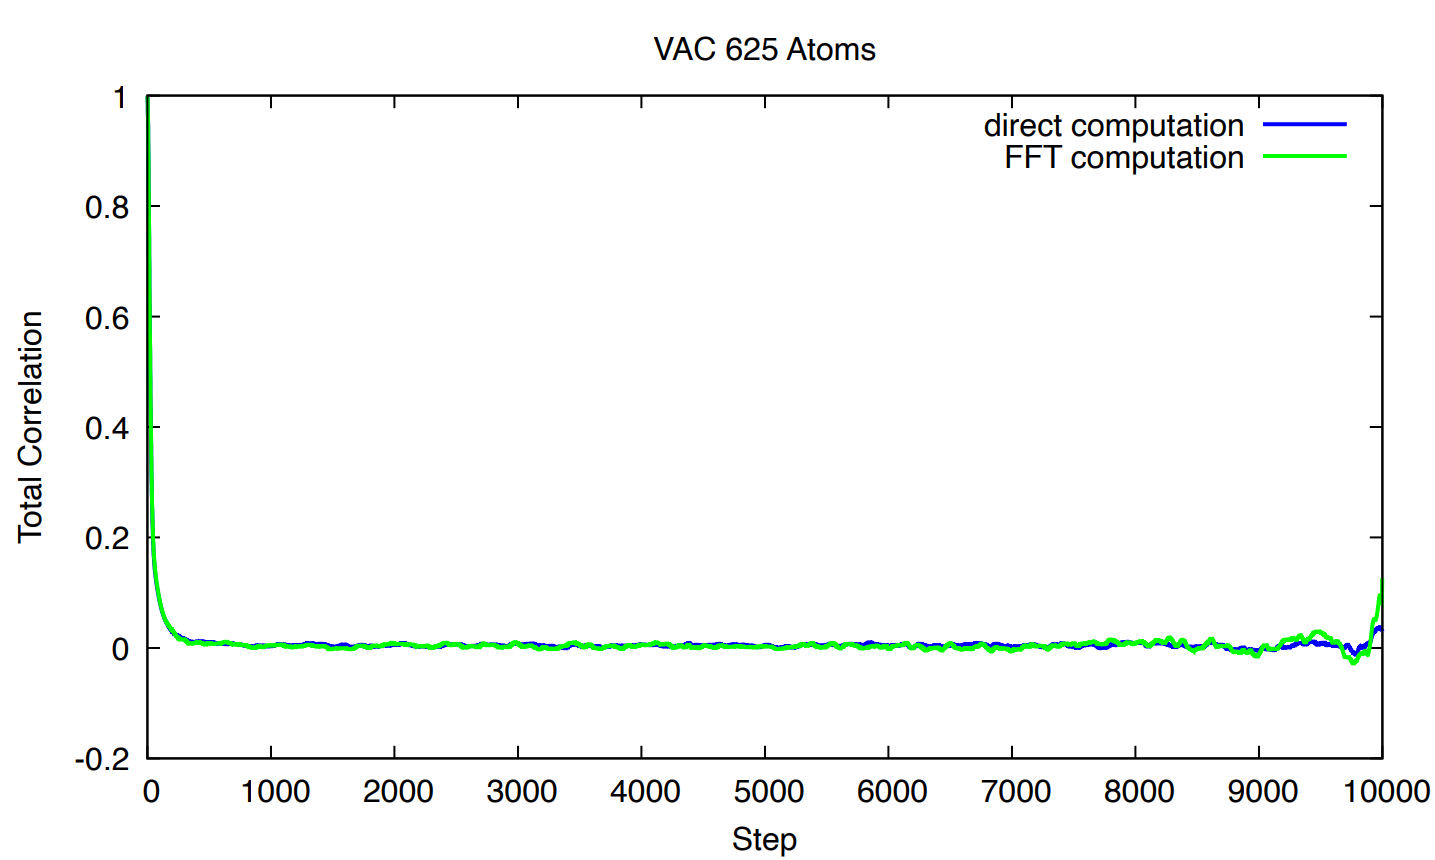 VAC 625 Atoms
1
0.8
0.6
0.4
0.2
0
-0.2
Total Correlation
direct computation
FFT computation
0 1000 2000 3000 4000 5000 6000 7000 8000 9000 10000
Step